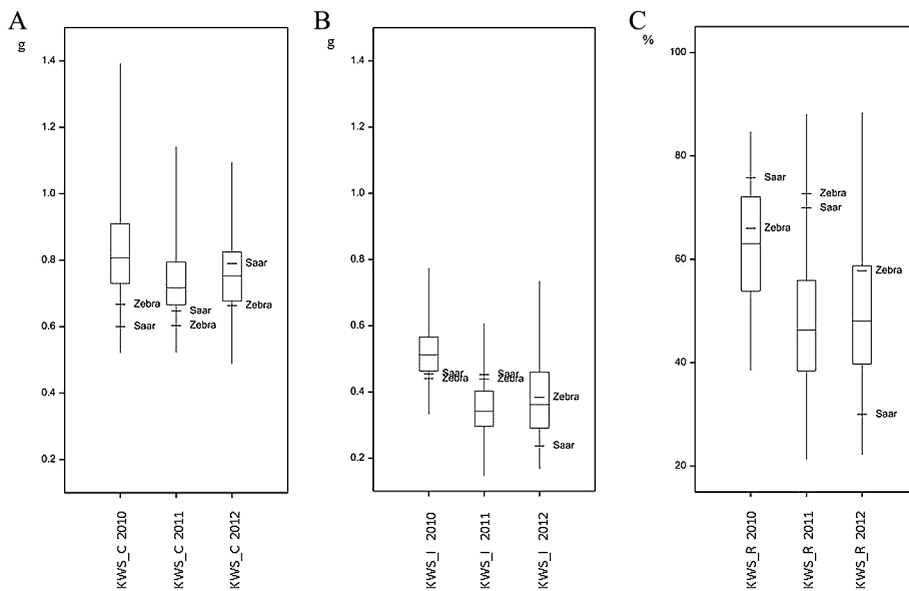 A
g
1.4
1.2
1.0
0.8
0.6
0.4
0.2
Zebra
Saar
Saar
Zebra
Saar
Zebra
KWS_C 2010
KWS_C 2011
KWS_C 2012
B
g
1.4
1.2
1.0
0.8
0.6
0.4
0.2
Saar
Zebra
Saar
Zebra
Zebra
Saar
KWS_I 2010
KWS_I 2011
KWS_I 2012
C
%
100
80
60
40
20
Saar
Zebra
Zebra
Saar
Zebra
Saar
KWS_R 2010
KWS_R 2011
KWS_R 2012